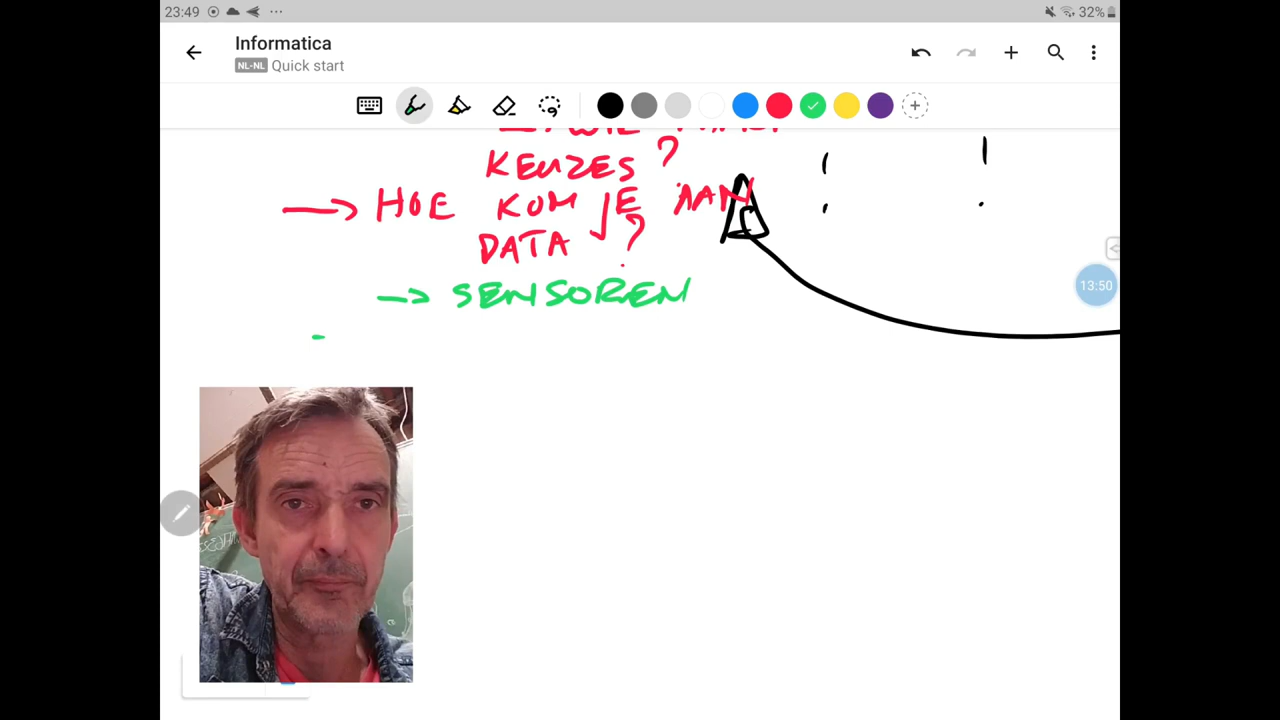 23:49
32%
Informatica
NL-NL Quick start
KEUZES ?
→ HOE KOM JE AAN
DATA ?
→ SENSOREN
13:50